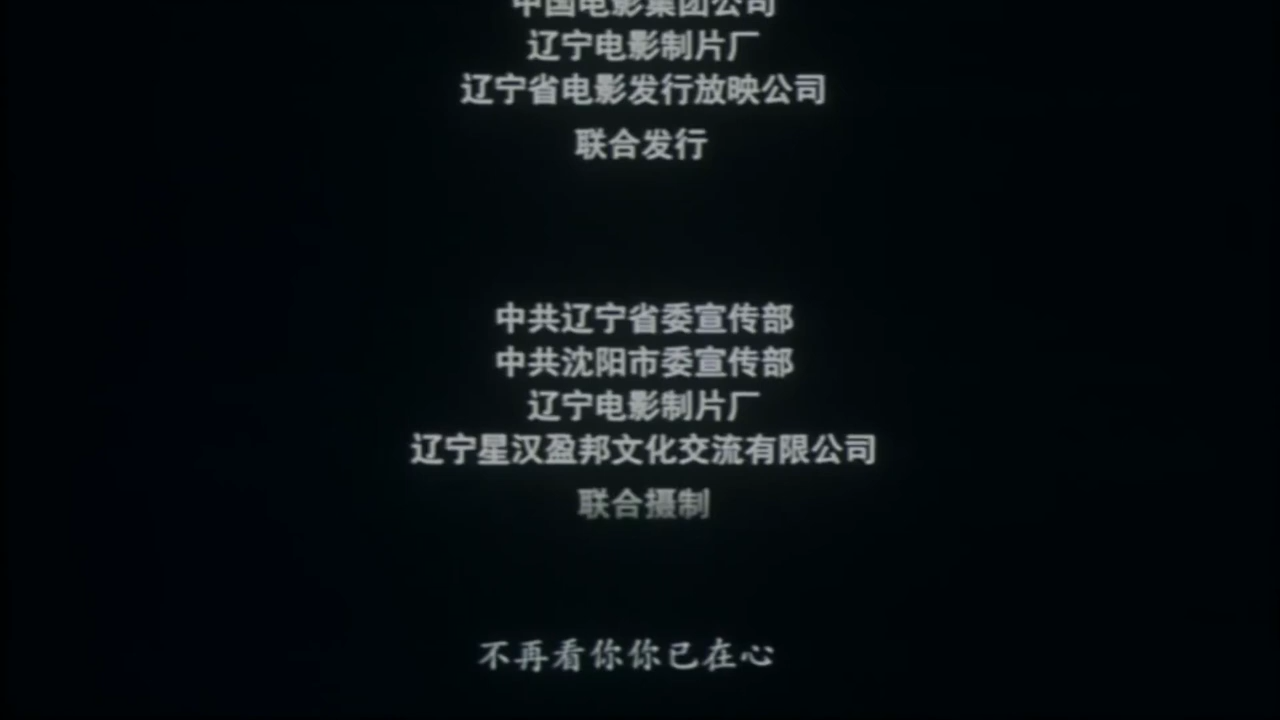 中国电影集团公司
辽宁电影制片厂
辽宁省电影发行放映公司
联合发行
中共辽宁省委宣传部
中共沈阳市委宣传部
辽宁电影制片厂
辽宁星汉盈邦文化交流有限公司
联合摄制
不再看你你已在心